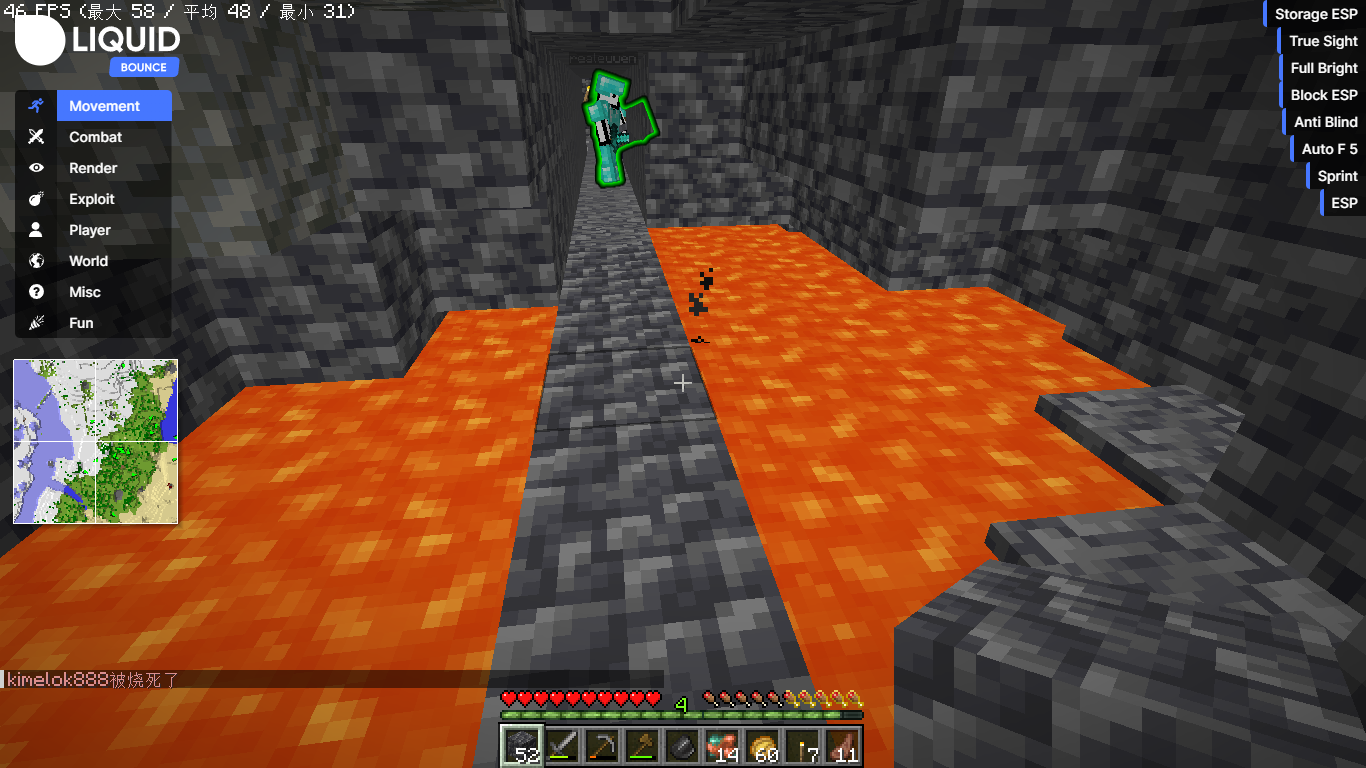 46 FPS (最大 58 / 平均 48 / 最小 31)
LIQUID
BOUNCE
Movement
Combat
Render
Exploit
Player
World
Misc
Fun
Storage ESP
True Sight
Full Bright
Block ESP
Anti Blind
Auto F 5
Sprint
ESP
kimelok888被烧死了
4
52
14
60
7
11